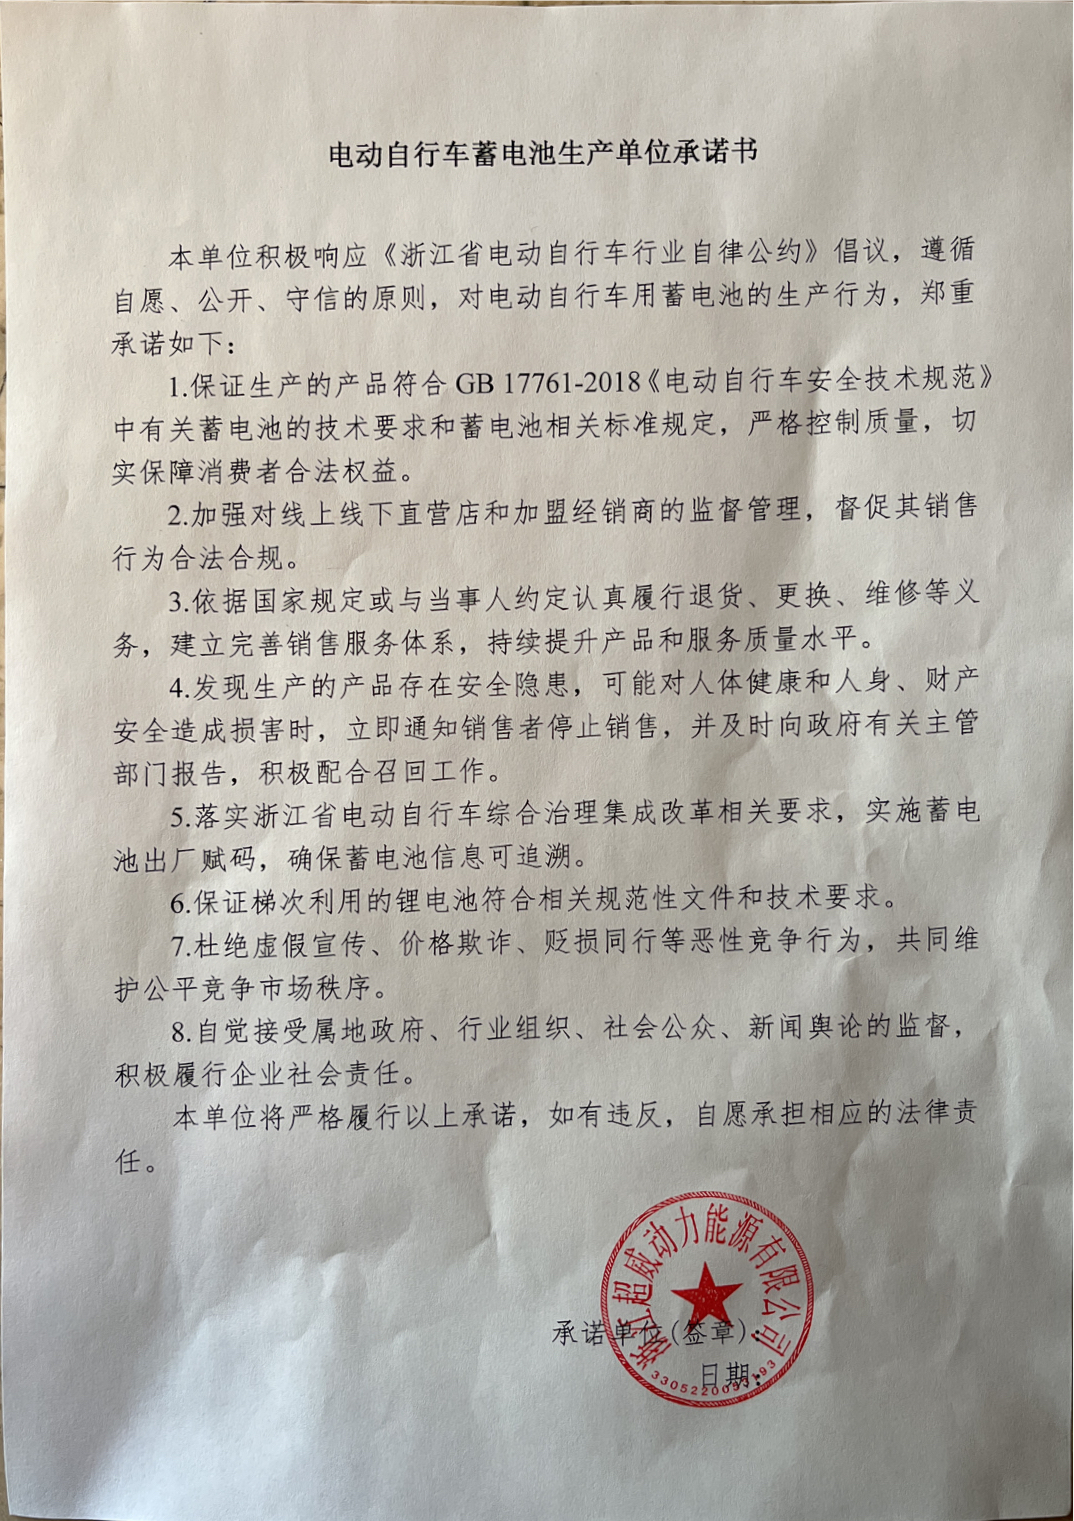 电动自行车蓄电池生产单位承诺书
本单位积极响应《浙江省电动自行车行业自律公约》倡议，遵循
自愿、公开、守信的原则，对电动自行车用蓄电池的生产行为，郑重
承诺如下：
1.保证生产的产品符合 GB 17761-2018《电动自行车安全技术规范》
中有关蓄电池的技术要求和蓄电池相关标准规定，严格控制质量，切
实保障消费者合法权益。
2.加强对线上线下直营店和加盟经销商的监督管理，督促其销售
行为合法合规。
3.依据国家规定或与当事人约定认真履行退货、更换、维修等义
务，建立完善销售服务体系，持续提升产品和服务质量水平。
4.发现生产的产品存在安全隐患，可能对人体健康和人身、财产
安全造成损害时，立即通知销售者停止销售，并及时向政府有关主管
部门报告，积极配合召回工作。
5.落实浙江省电动自行车综合治理集成改革相关要求，实施蓄电
池出厂赋码，确保蓄电池信息可追溯。
6.保证梯次利用的锂电池符合相关规范性文件和技术要求。
7.杜绝虚假宣传、价格欺诈、贬损同行等恶性竞争行为，共同维
护公平竞争市场秩序。
8.自觉接受属地政府、行业组织、社会公众、新闻舆论的监督，
积极履行企业社会责任。
本单位将严格履行以上承诺，如有违反，自愿承担相应的法律责
任。
浙江超威动力能源有限公司
承诺单位(签章)：
日期：